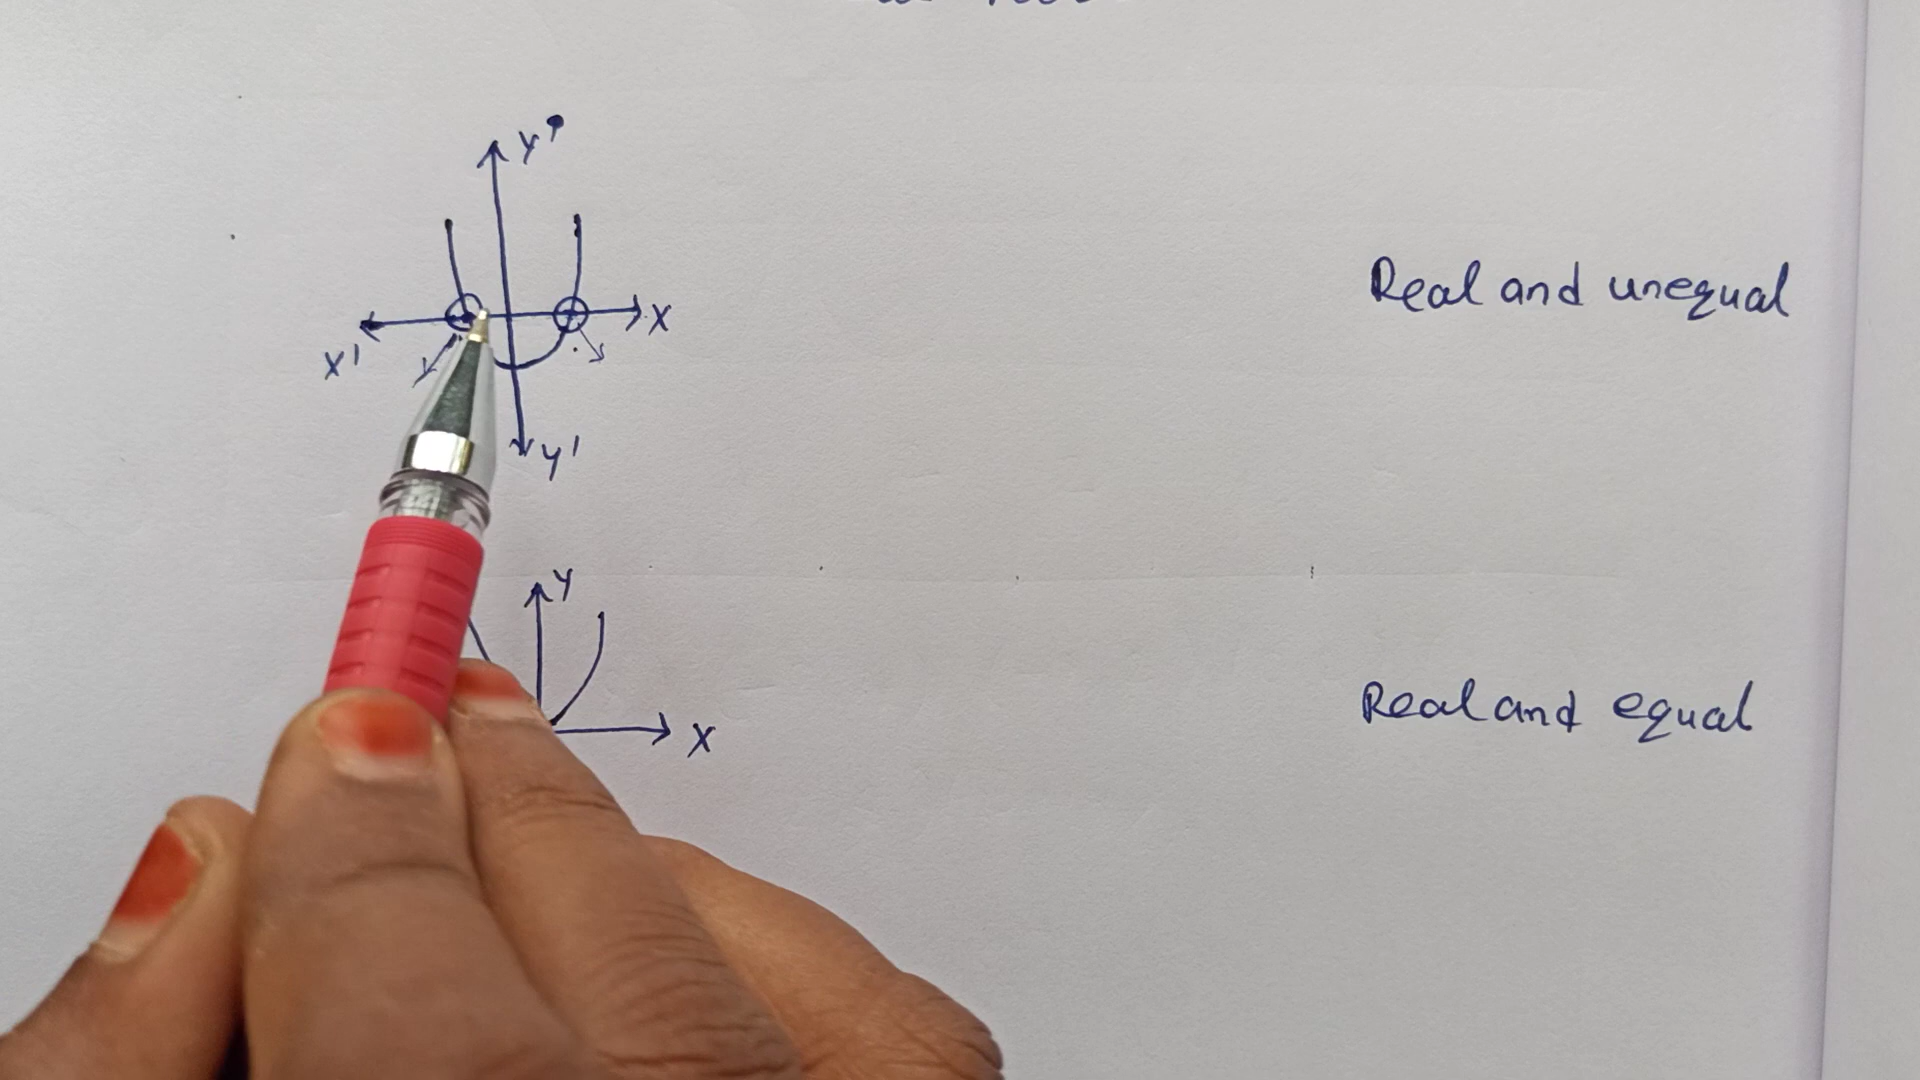 Y'
X' X
Real and unequal
Y'
Y
X
Real and equal